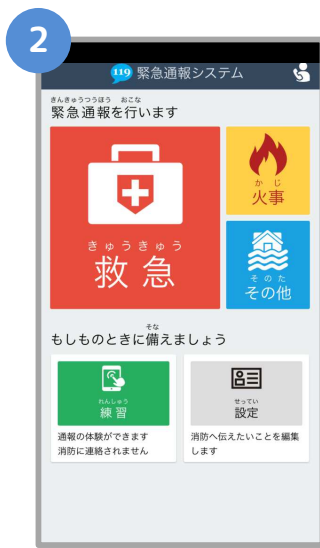 2
119 緊急通報システム
きんきゅうつうほう おこな
緊急通報を行います
きゅうきゅう
救急
かじ
火事
そのた
その他
そな
もしものときに備えましょう
れんしゅう
練習
通報の体験ができます
消防に連絡されません
せってい
設定
消防へ伝えたいことを編集
します